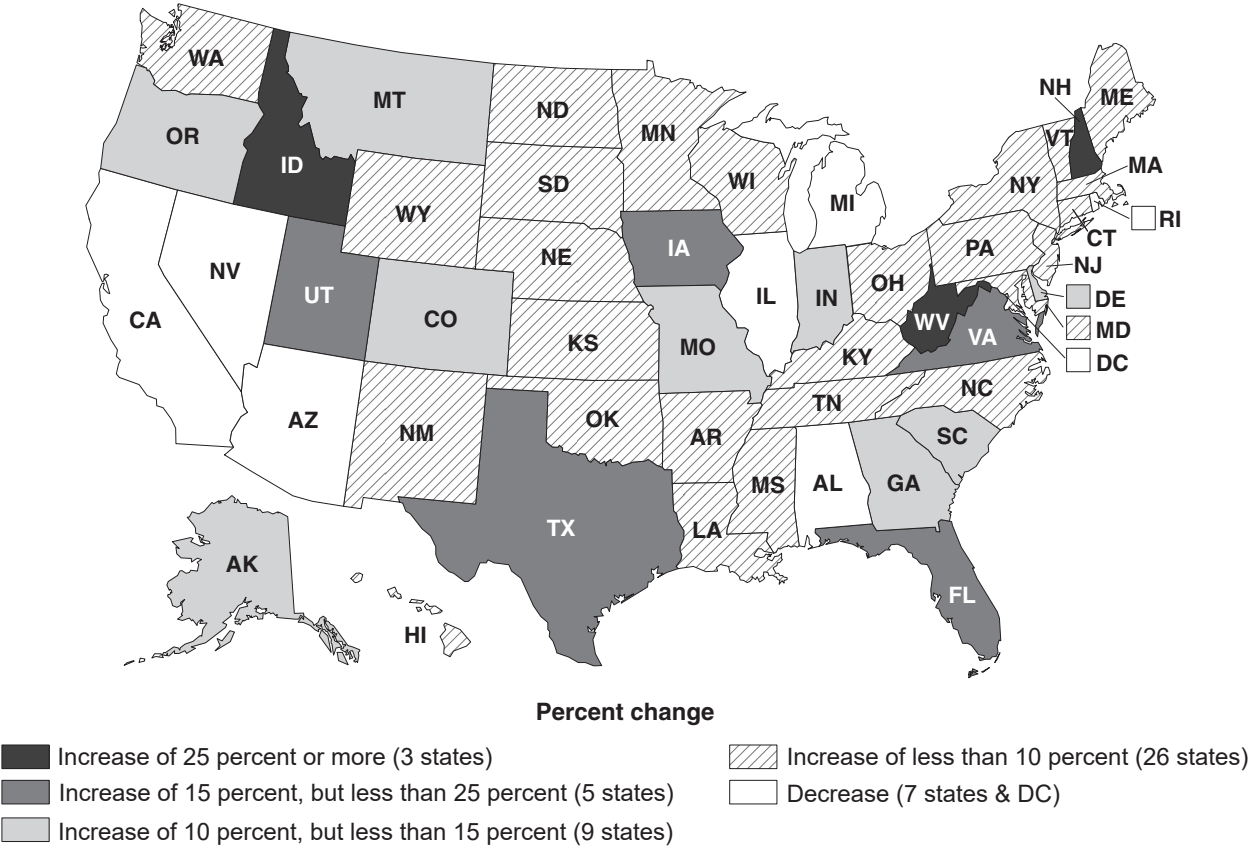 WA
MT
ND
MN
OR
ID
SD
WI
MI
NH
ME
VT
NY
MA
RI
CT
WY
IA
NE
PA
NJ
NV
UT
IL
IN
OH
DE
CA
CO
WV
VA
MD
KS
MO
KY
DC
AZ
NM
OK
TN
NC
AR
SC
MS
AL
GA
TX
LA
AK
FL
HI
Percent change
Increase of 25 percent or more (3 states)
Increase of 15 percent, but less than 25 percent (5 states)
Increase of 10 percent, but less than 15 percent (9 states)
Increase of less than 10 percent (26 states)
Decrease (7 states & DC)